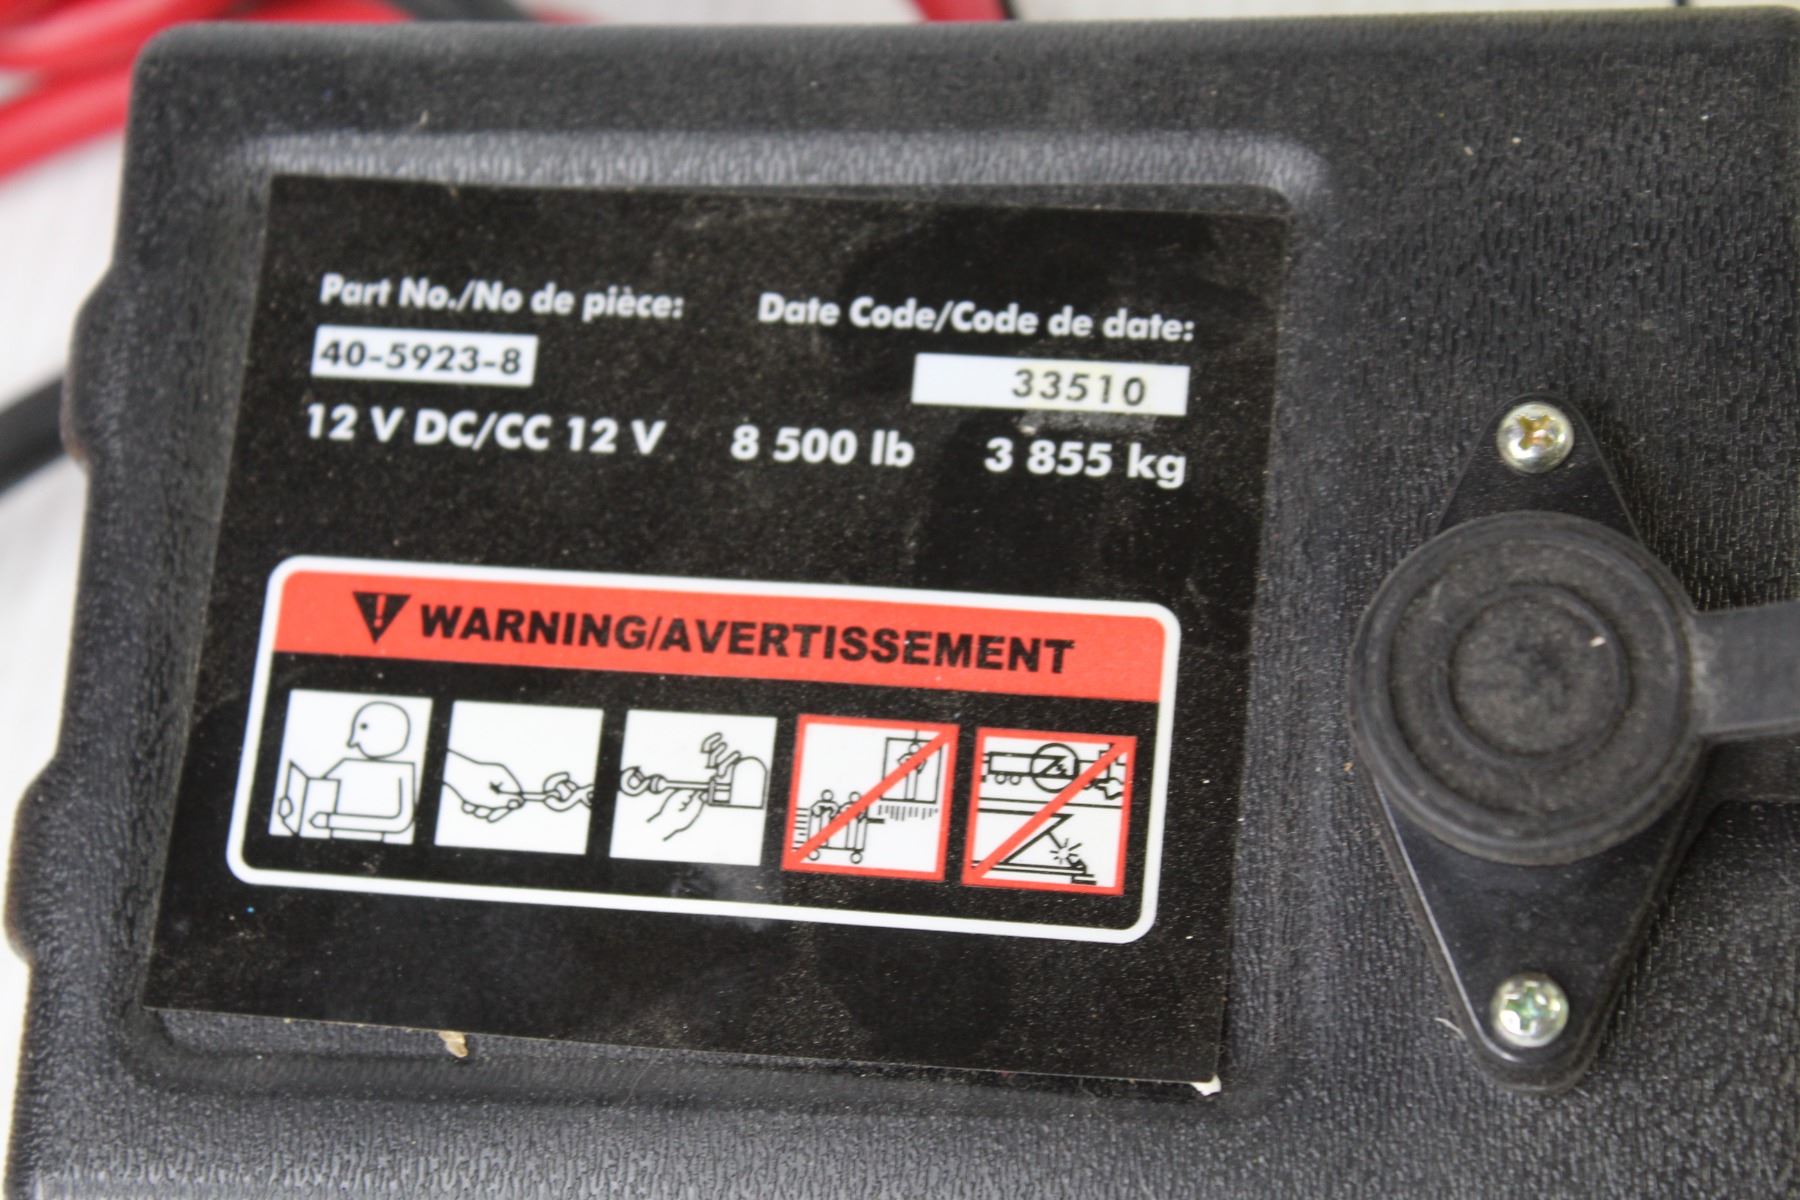 Part No./No de pièce: Date Code/Code de date:
40-5923-8 33510
12 V DC/CC 12 V 8 500 lb 3 855 kg
! WARNING/AVERTISSEMENT